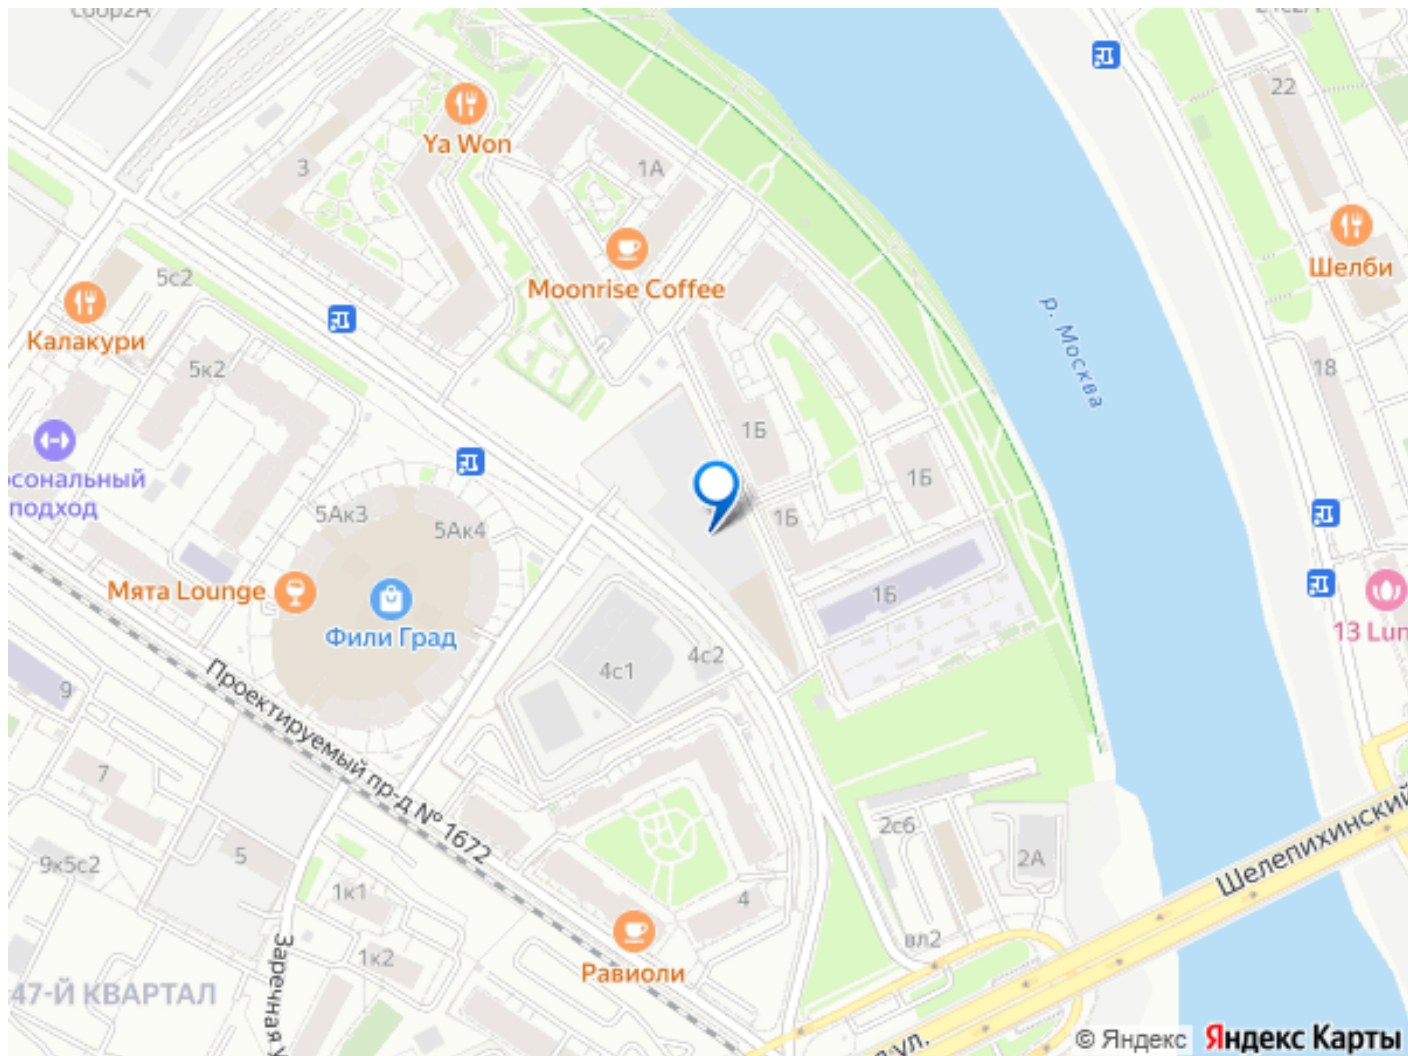 22
Ya Won
3
1А
5с2
Moonrise Coffee
Шелби
р. Москва
Калакури
5к2
18
1Б
1Б
подход
5Ак3
5Ак4
1Б
Мята Lounge
1Б
Фили Град
13 Lun
4с2
4с1
9
Проектируемый пр-д № 1672
7
2с6
Шелепихинский
5
9к5с2
2А
1к1
4
вл2
1к2
Равиоли
47-Й КВАРТАЛ
Заречная
ул.
© Яндекс Яндекс Карты